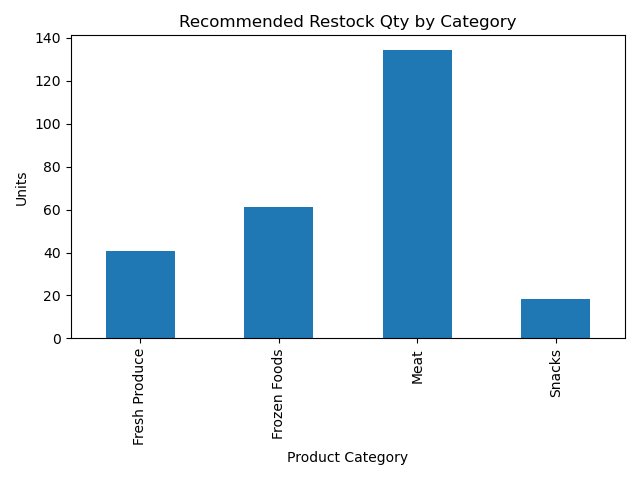 Recommended Restock Qty by Category
140
120
100
80
60
40
20
0
Units
Fresh Produce
Frozen Foods
Meat
Snacks
Product Category